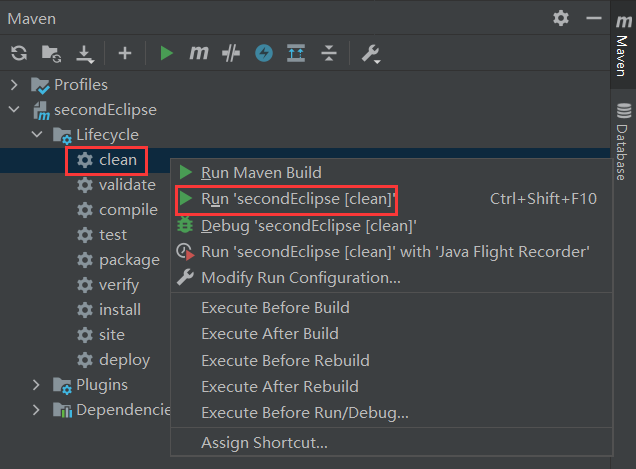 Maven
m
Maven
Database
Profiles
secondEclipse
Lifecycle
clean
validate
compile
test
package
verify
install
site
deploy
Plugins
Dependencie
Run Maven Build
Run 'secondEclipse [clean]' Ctrl+Shift+F10
Debug 'secondEclipse [clean]'
Run 'secondEclipse [clean]' with 'Java Flight Recorder'
Modify Run Configuration...
Execute Before Build
Execute After Build
Execute Before Rebuild
Execute After Rebuild
Execute Before Run/Debug...
Assign Shortcut...